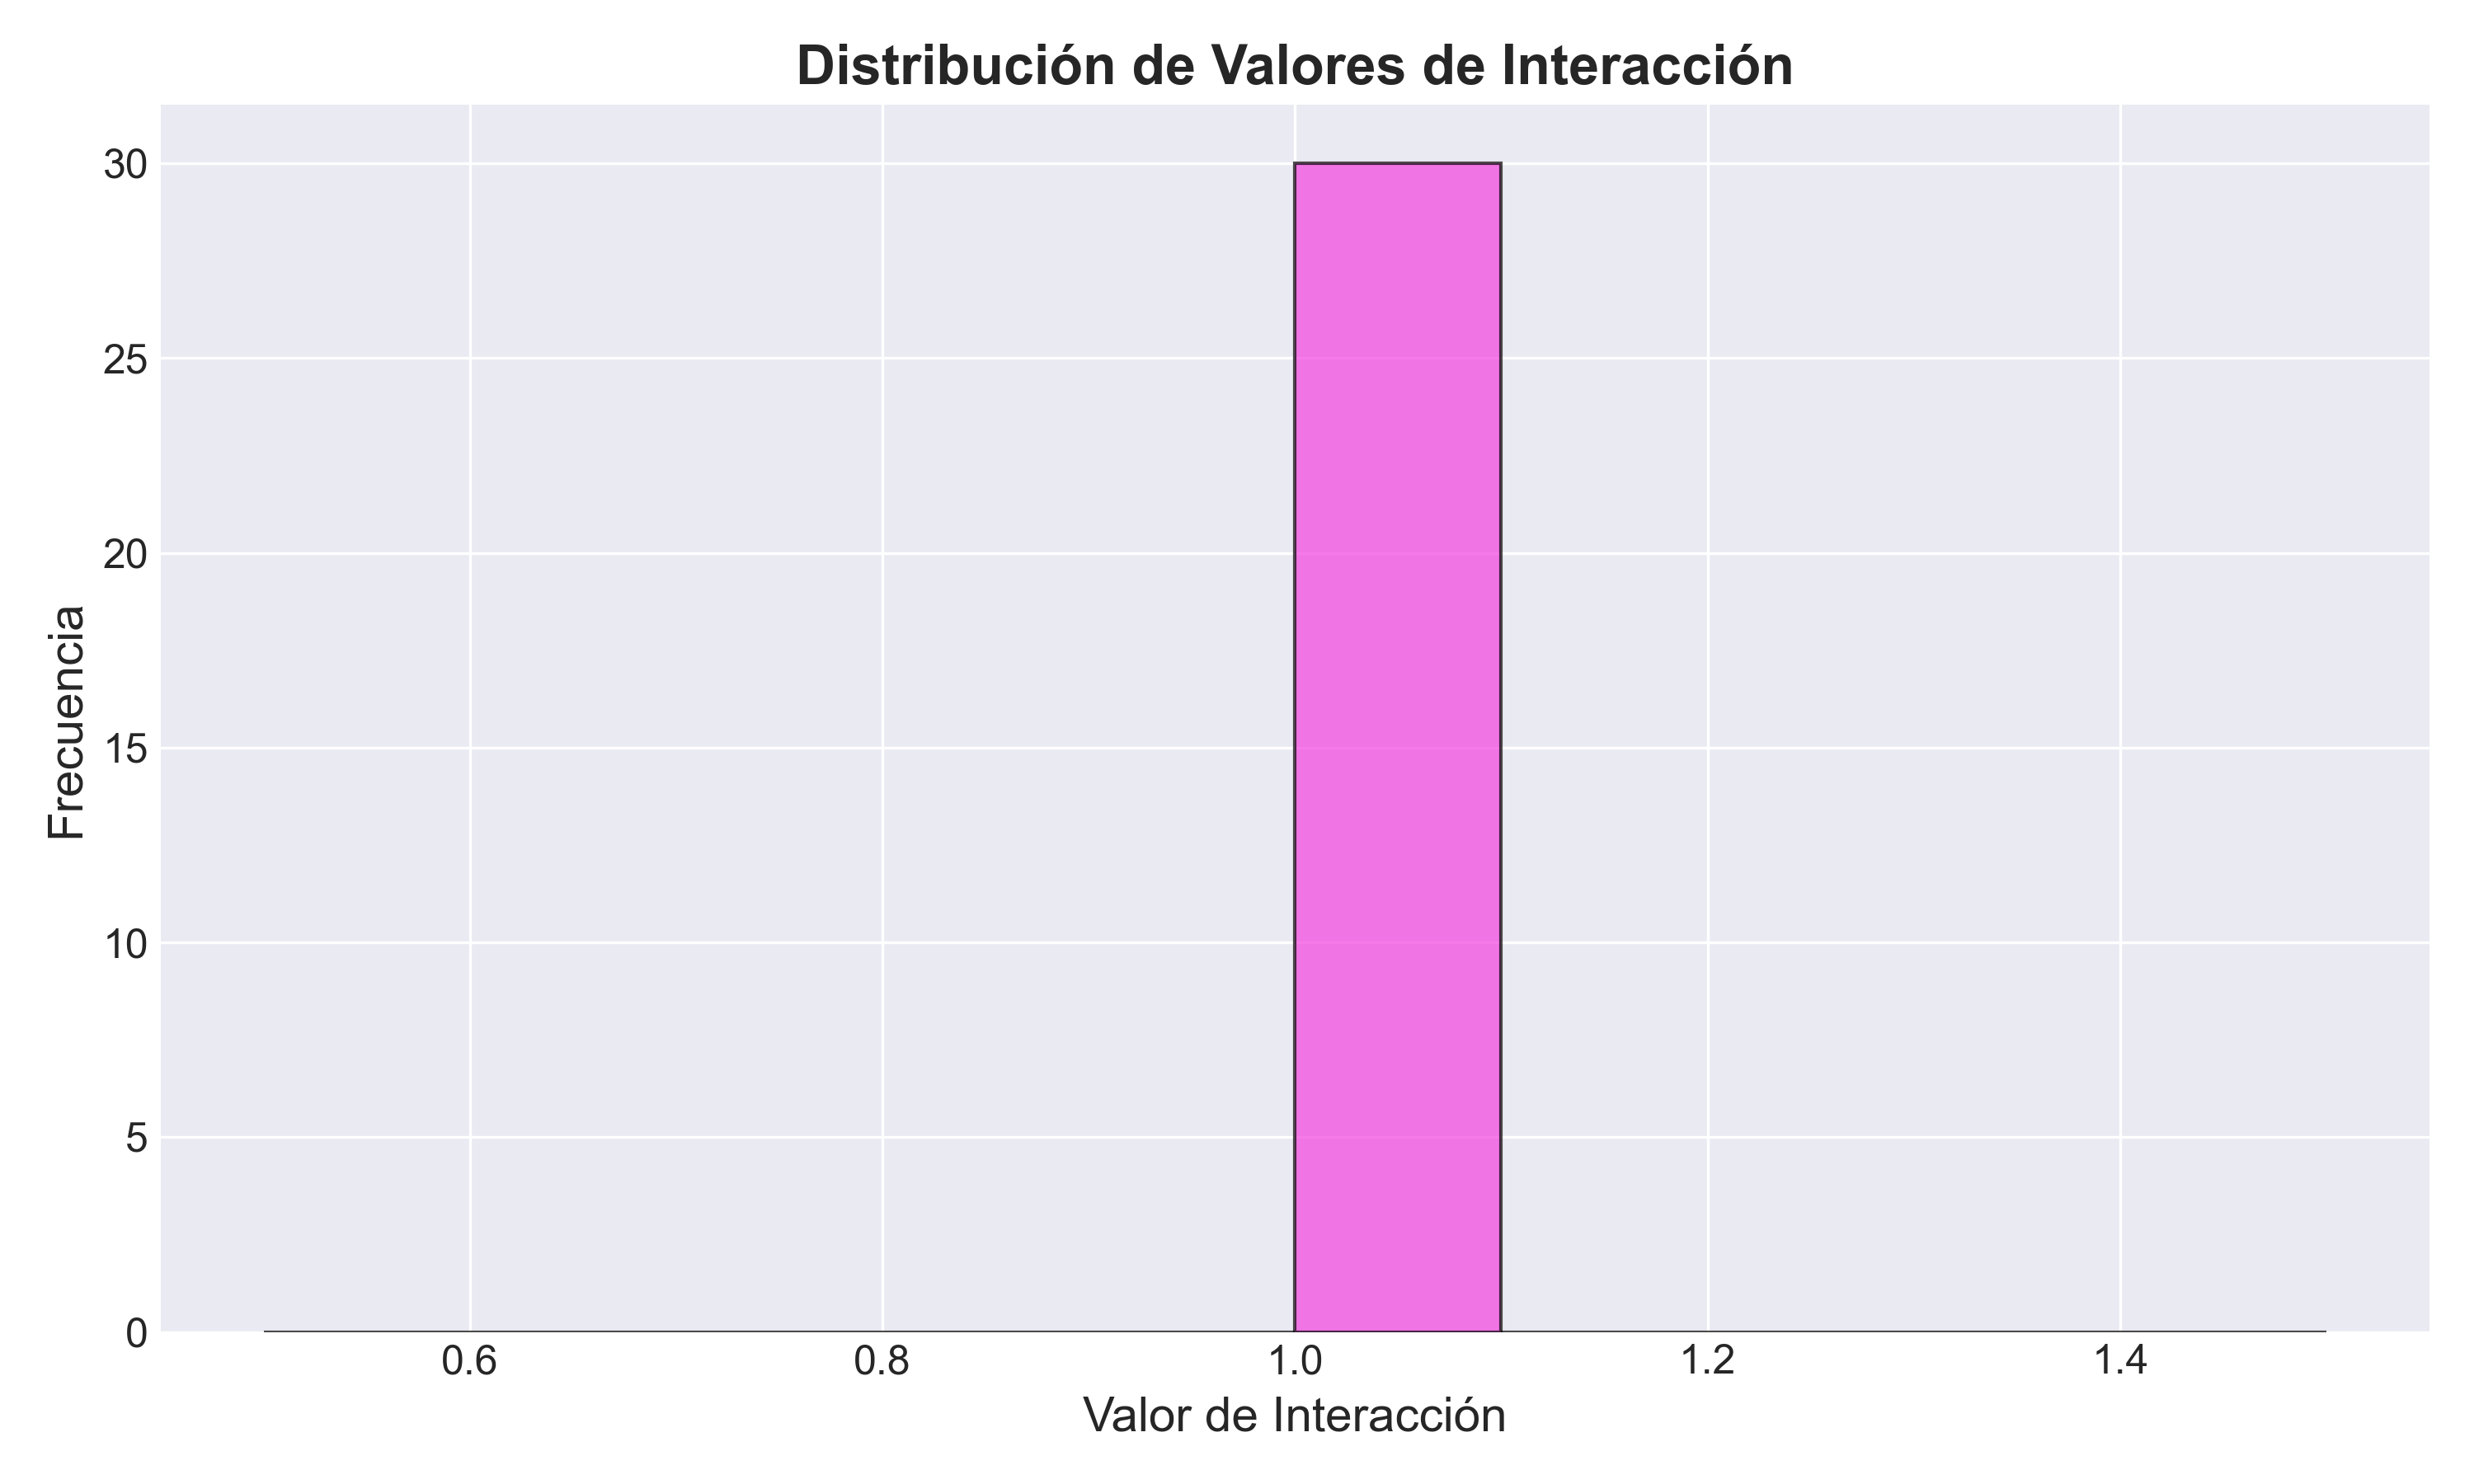 Distribución de Valores de Interacción
30
25
20
15
10
5
0
Frecuencia
0.6 0.8 1.0 1.2 1.4
Valor de Interacción